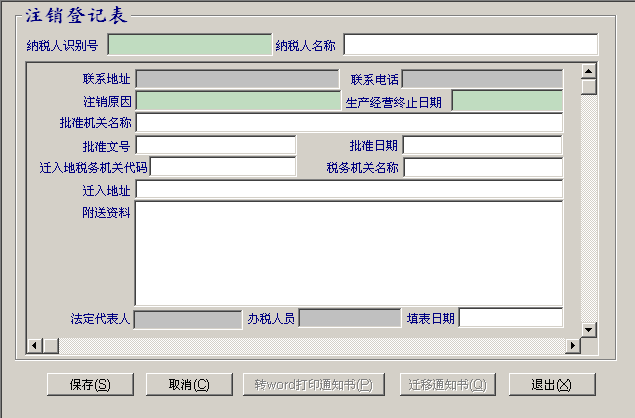 注销登记表
纳税人识别号 纳税人名称
联系地址 联系电话
注销原因 生产经营终止日期
批准机关名称
批准文号 批准日期
迁入地税务机关代码 税务机关名称
迁入地址
附送资料
法定代表人 办税人员 填表日期
保存(S) 取消(C) 转word打印通知书(P) 迁移通知书(Q) 退出(X)